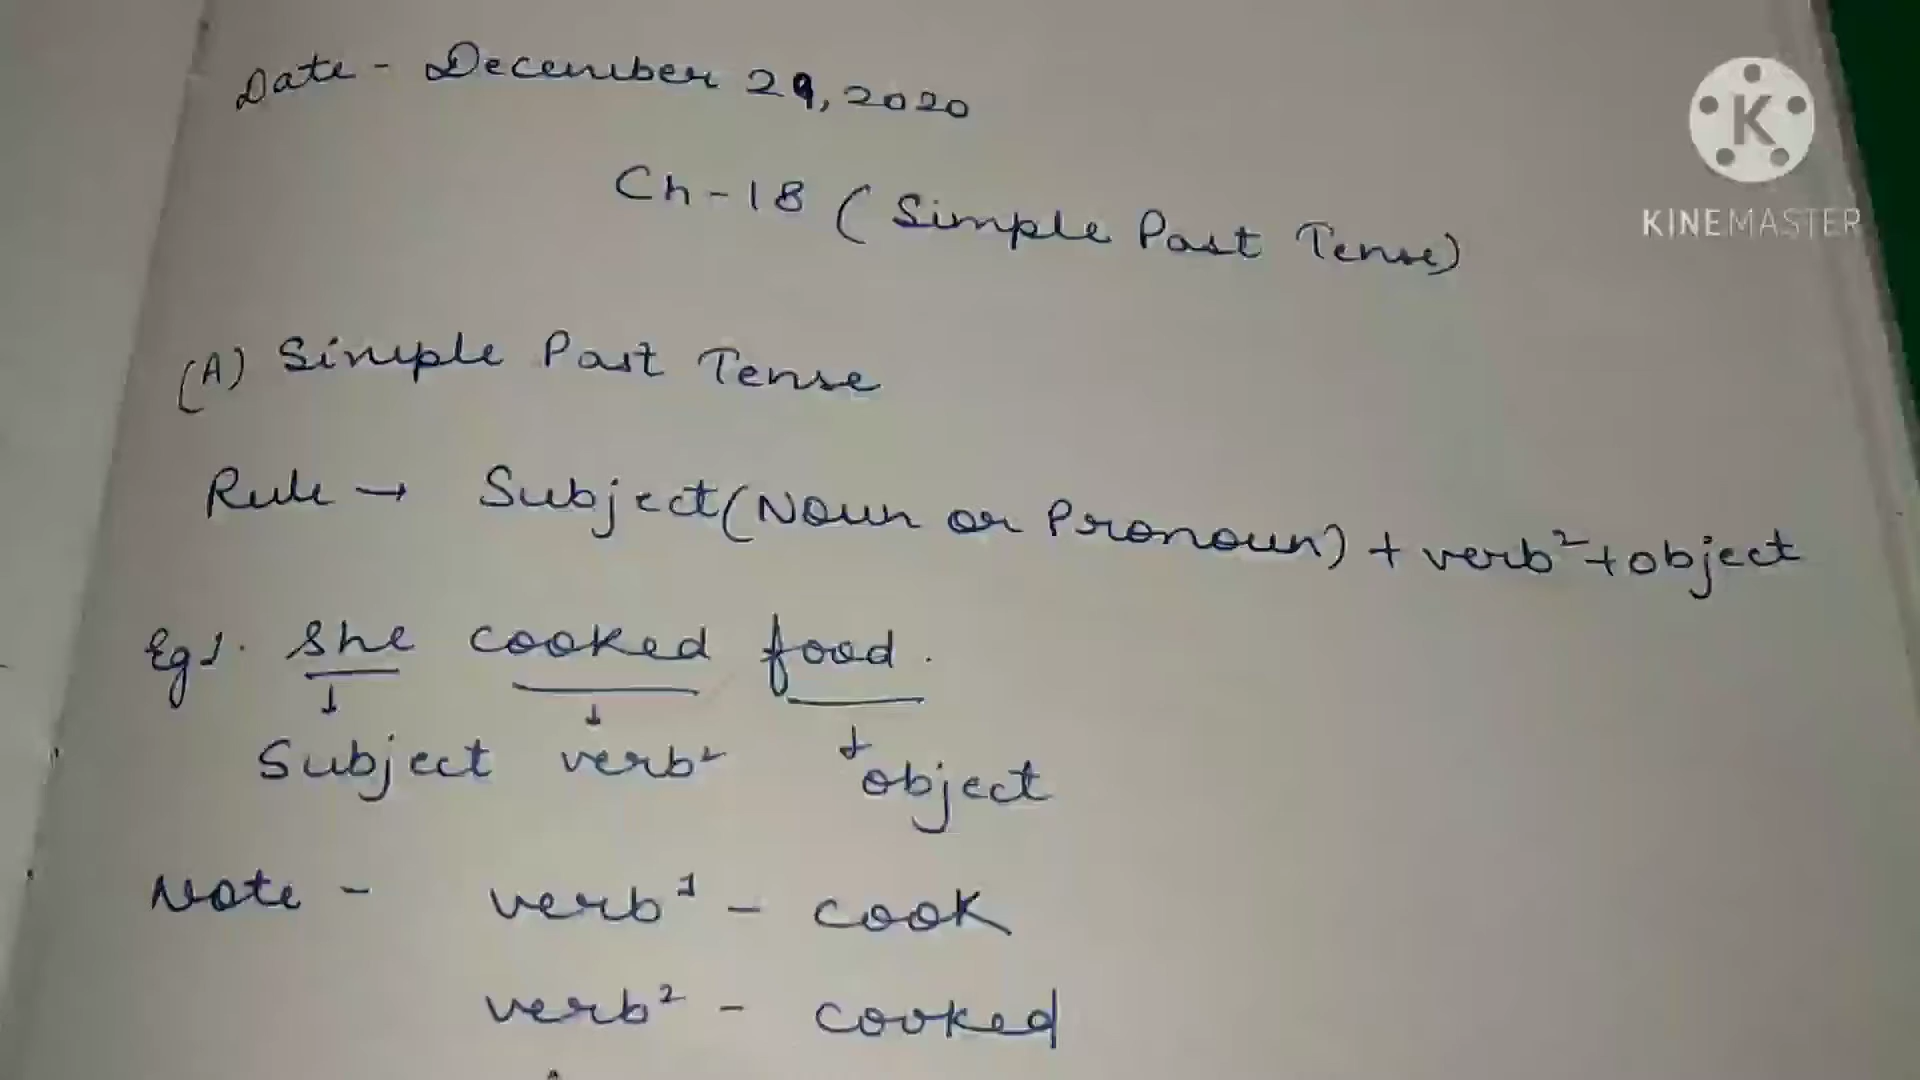 Date - December 29, 2020
K
KINEMASTER
Ch-18 (Simple Past Tense)
(A) Simple Past Tense
Rule → Subject (Noun or Pronoun) + verb² + object
Eg1. She cooked food.
↓ ↓ ↓
Subject verb² object
Note - verb¹ - cook
verb² - cooked